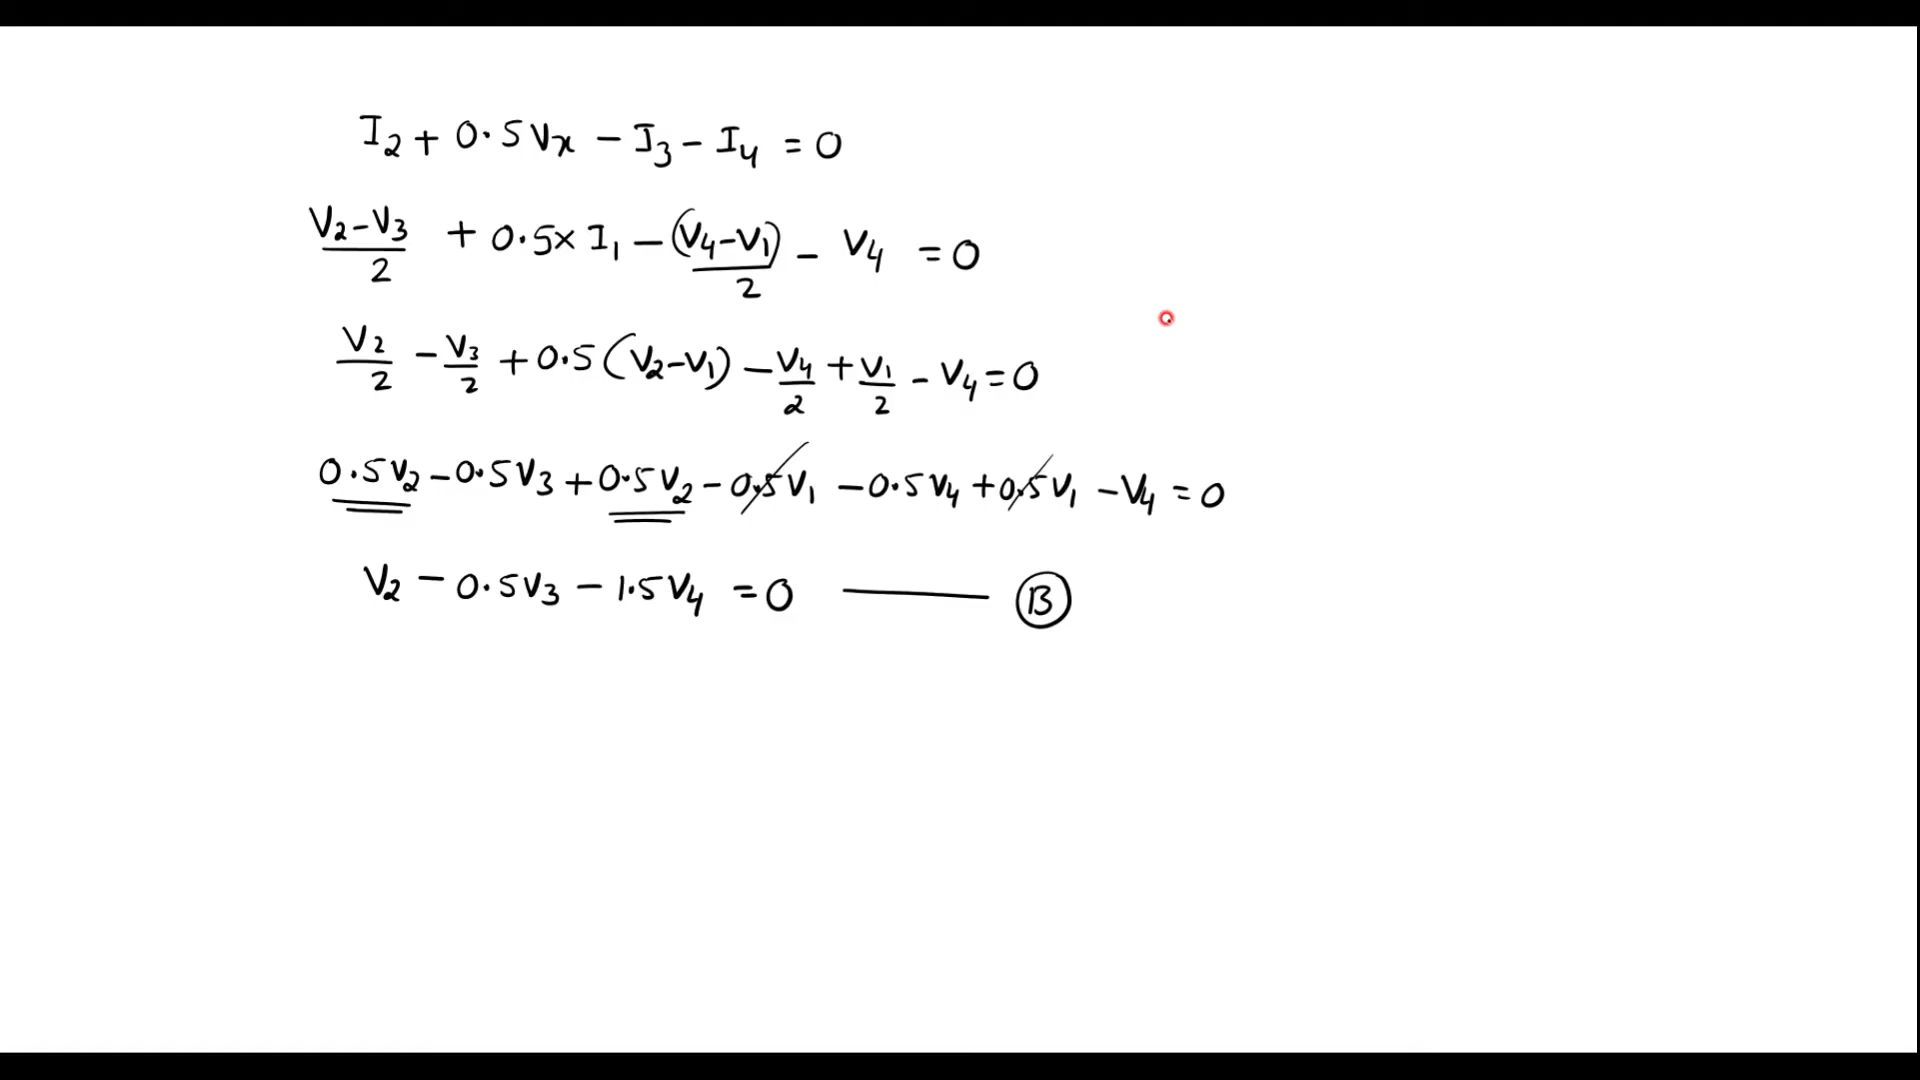 I₂ + 0.5Vx - I₃ - I₄ = 0
(V₂-V₃)/2 + 0.5x I₁ - (V₄-V₁)/2 - V₄ = 0
V₂/2 - V₃/2 + 0.5(V₂-V₁) - V₄/2 + V₁/2 - V₄ = 0
0.5V₂ - 0.5V₃ + 0.5V₂ - 0.5V₁ - 0.5V₄ + 0.5V₁ - V₄ = 0
V₂ - 0.5V₃ - 1.5V₄ = 0 —— B